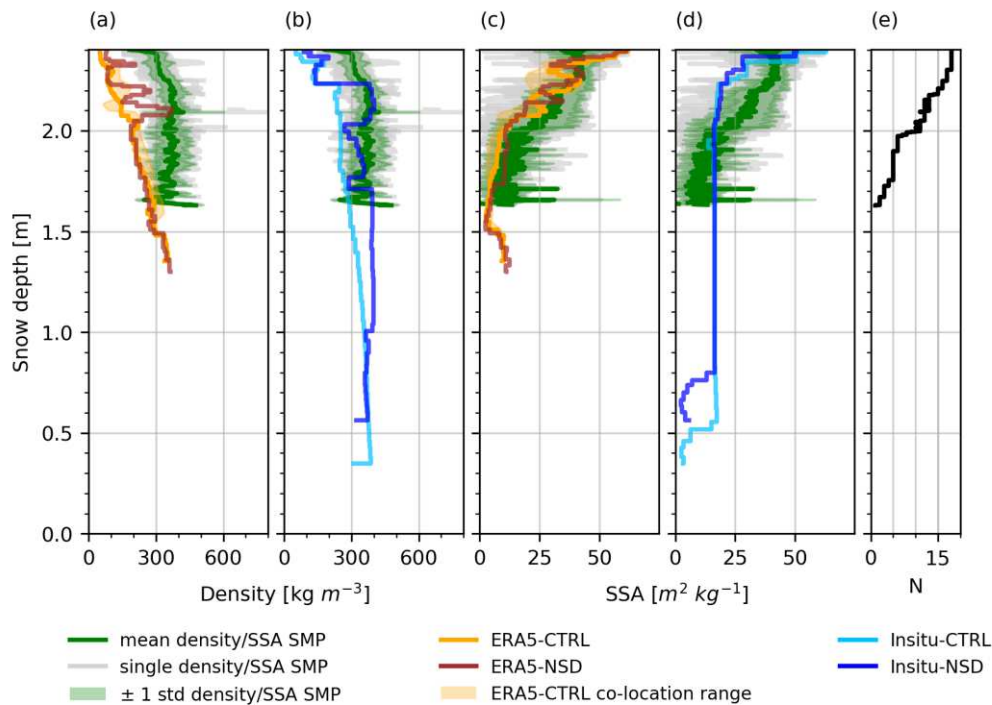 (a) (b) (c) (d) (e)
2.0
1.5
1.0
0.5
0.0
Snow depth [m]
0 300 600 0 300 600 0 25 50 0 25 50 0 15
Density [kg m⁻³] SSA [m² kg⁻¹] N
mean density/SSA SMP ERA5-CTRL Insitu-CTRL
single density/SSA SMP ERA5-NSD Insitu-NSD
± 1 std density/SSA SMP ERA5-CTRL co-location range